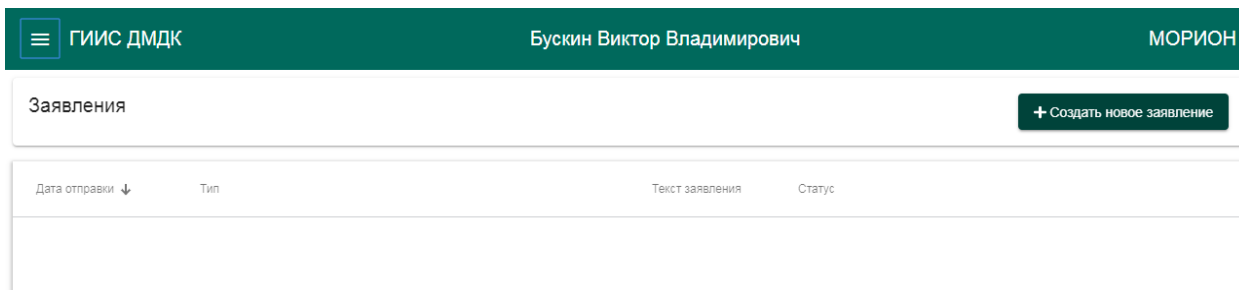 ГИИС ДМДК Бускин Виктор Владимирович МОРИОН
Заявления + Создать новое заявление
Дата отправки ↓ Тип Текст заявления Статус